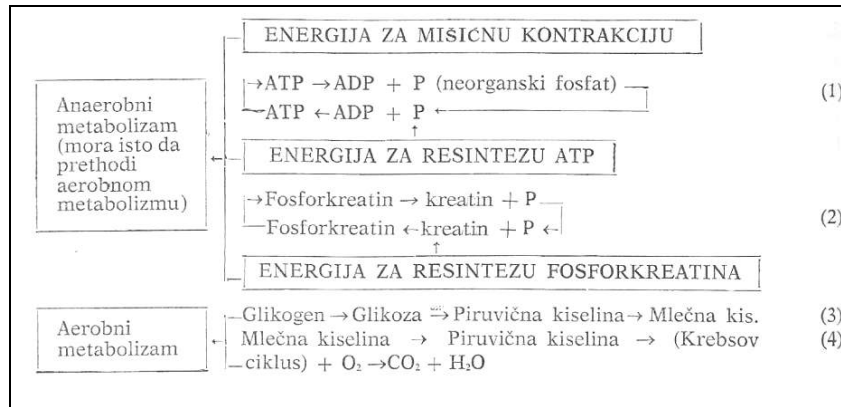 ENERGIJA ZA MIŠIĆNU KONTRAKCIJU
→ATP →ADP + P (neorganski fosfat)
ATP ←ADP + P ← (1)
Anaerobni
metabolizam
(mora isto da
prethodi
aerobnom
metabolizmu)
↑
← ENERGIJA ZA RESINTEZU ATP
→Fosforkreatin → kreatin + P
Fosforkreatin ←kreatin + P ← (2)
↑
ENERGIJA ZA RESINTEZU FOSFORKREATINA
Aerobni
metabolizam
←
Glikogen →Glikoza → Piruvična kiselina→ Mlečna kis. (3)
Mlečna kiselina → Piruvična kiselina → (Krebsov (4)
ciklus) + O₂ →CO₂ + H₂O